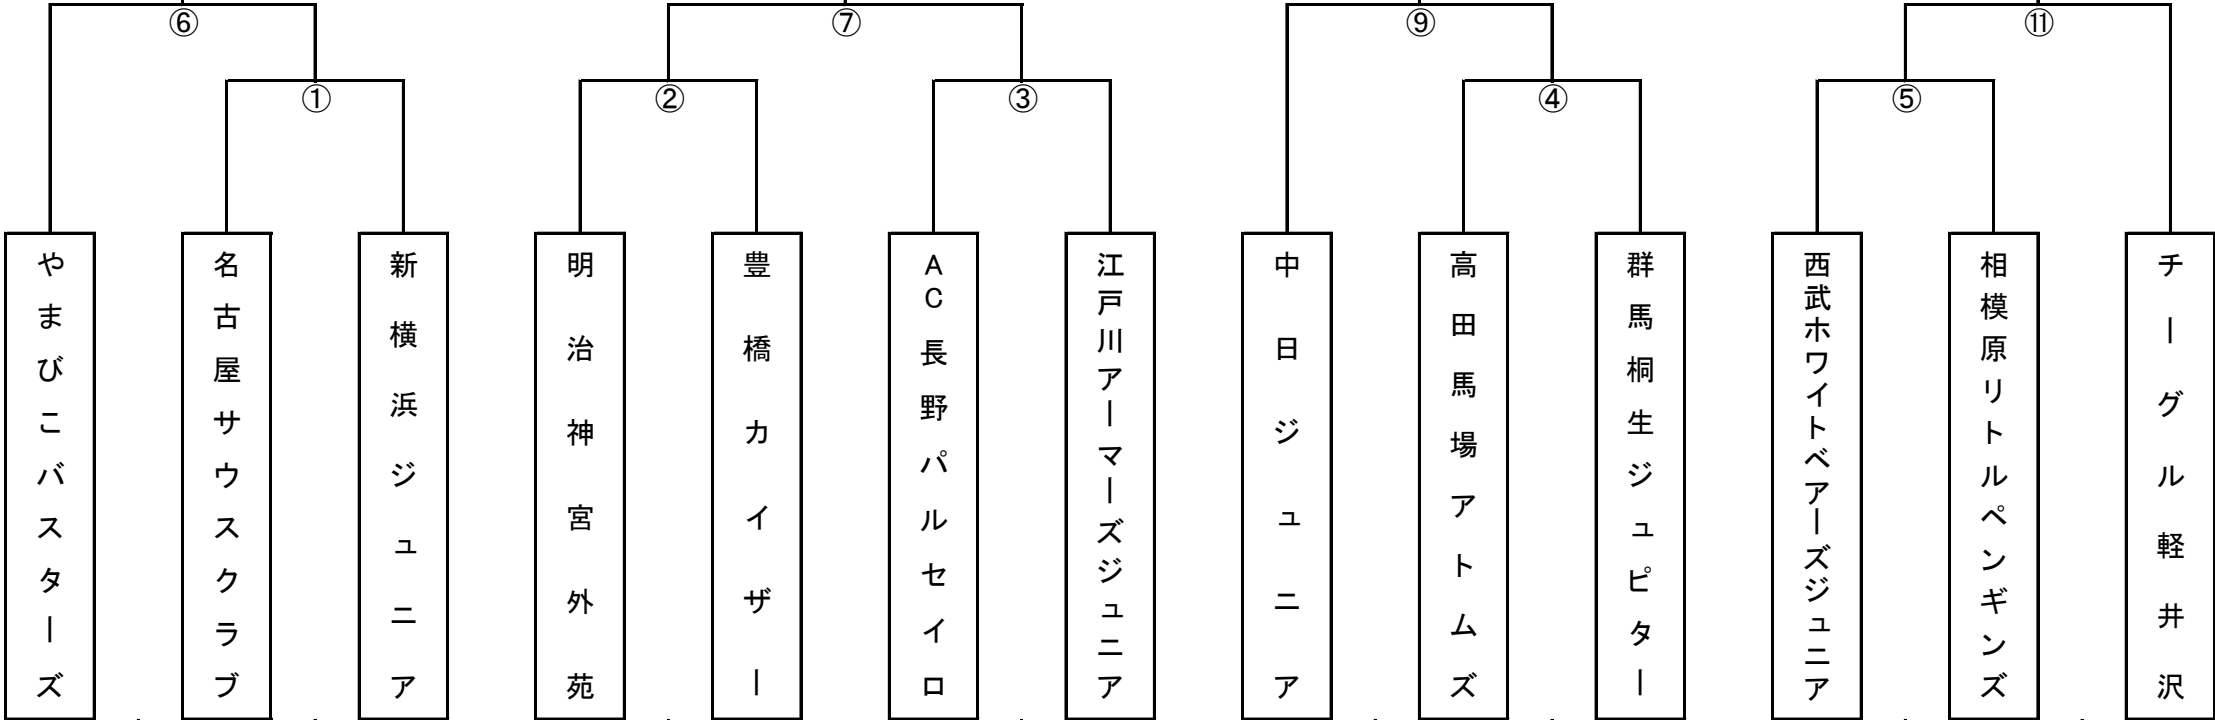 ⑥
⑦
⑨
⑪
①
②
③
④
⑤
やまびこバスターズ
名古屋サウスクラブ
新横浜ジュニア
明治神宮外苑
豊橋カイザー
AC長野パルセイロ
江戸川アーマーズジュニア
中日ジュニア
高田馬場アトムズ
群馬桐生ジュピター
西武ホワイトベアーズジュニア
相模原リトルペンギンズ
チーグル軽井沢